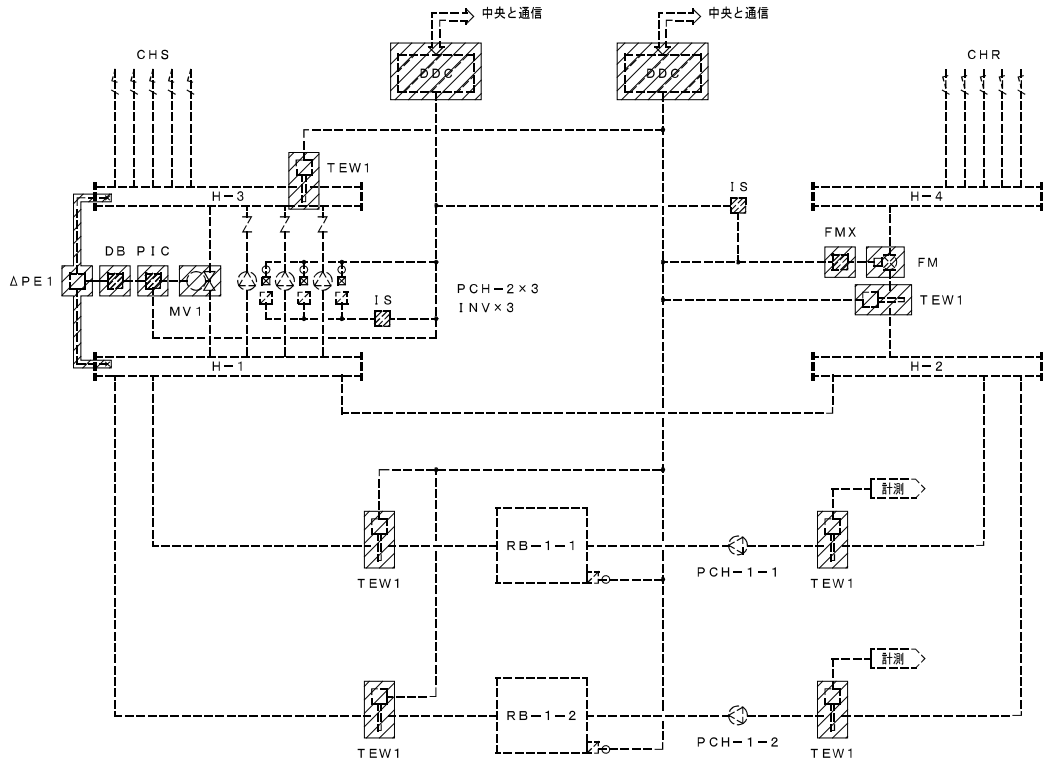 中央と通信
中央と通信
CHS
DDC
DDC
CHR
TEW1
IS
H-3
H-4
DB PIC
FMX
ΔPE1
FM
MV1
IS
PCH-2×3
INV×3
TEW1
H-1
H-2
計測
RB-1-1
PCH-1-1
TEW1
TEW1
計測
RB-1-2
PCH-1-2
TEW1
TEW1